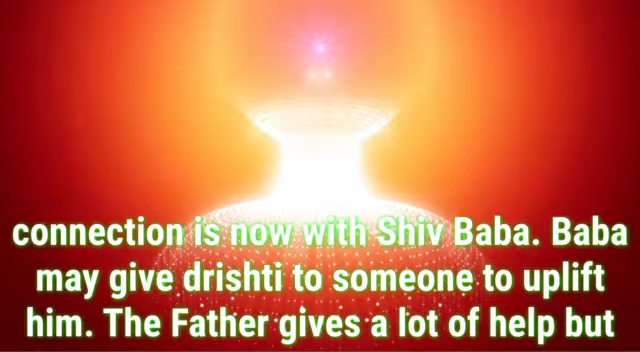 connection is now with Shiv Baba. Baba
may give drishti to someone to uplift
him. The Father gives a lot of help but